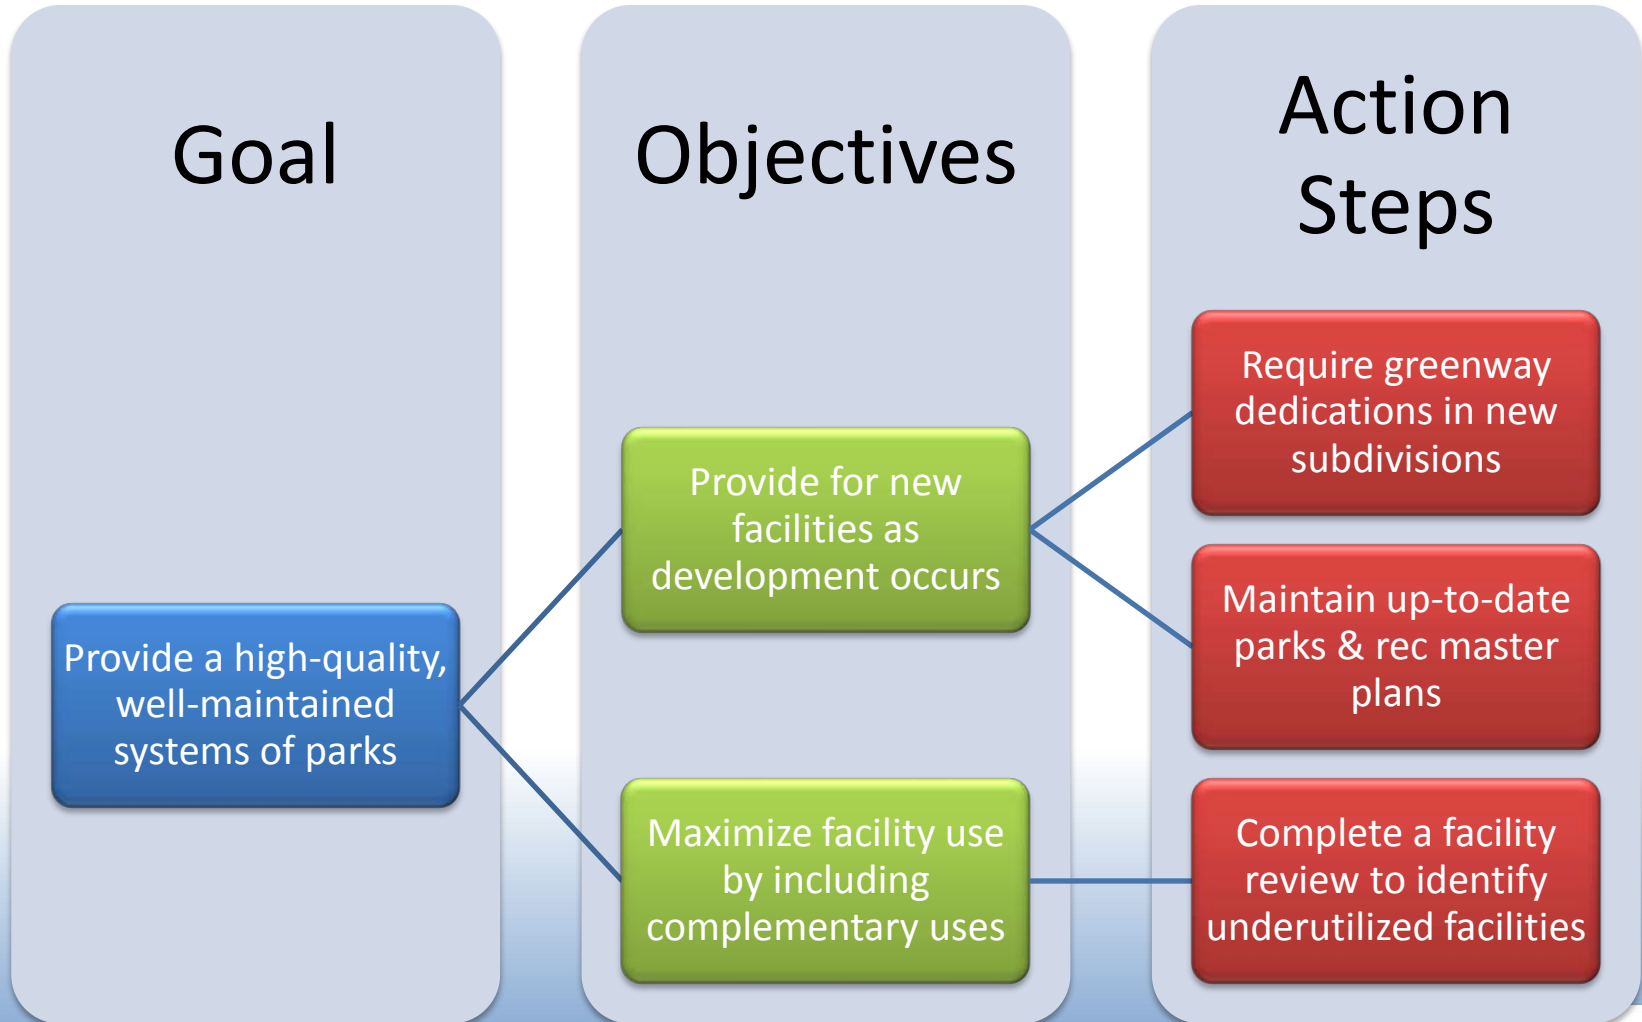 Goal
Objectives
Action
Steps
Provide a high-quality,
well-maintained
systems of parks
Provide for new
facilities as
development occurs
Maximize facility use
by including
complementary uses
Require greenway
dedications in new
subdivisions
Maintain up-to-date
parks & rec master
plans
Complete a facility
review to identify
underutilized facilities